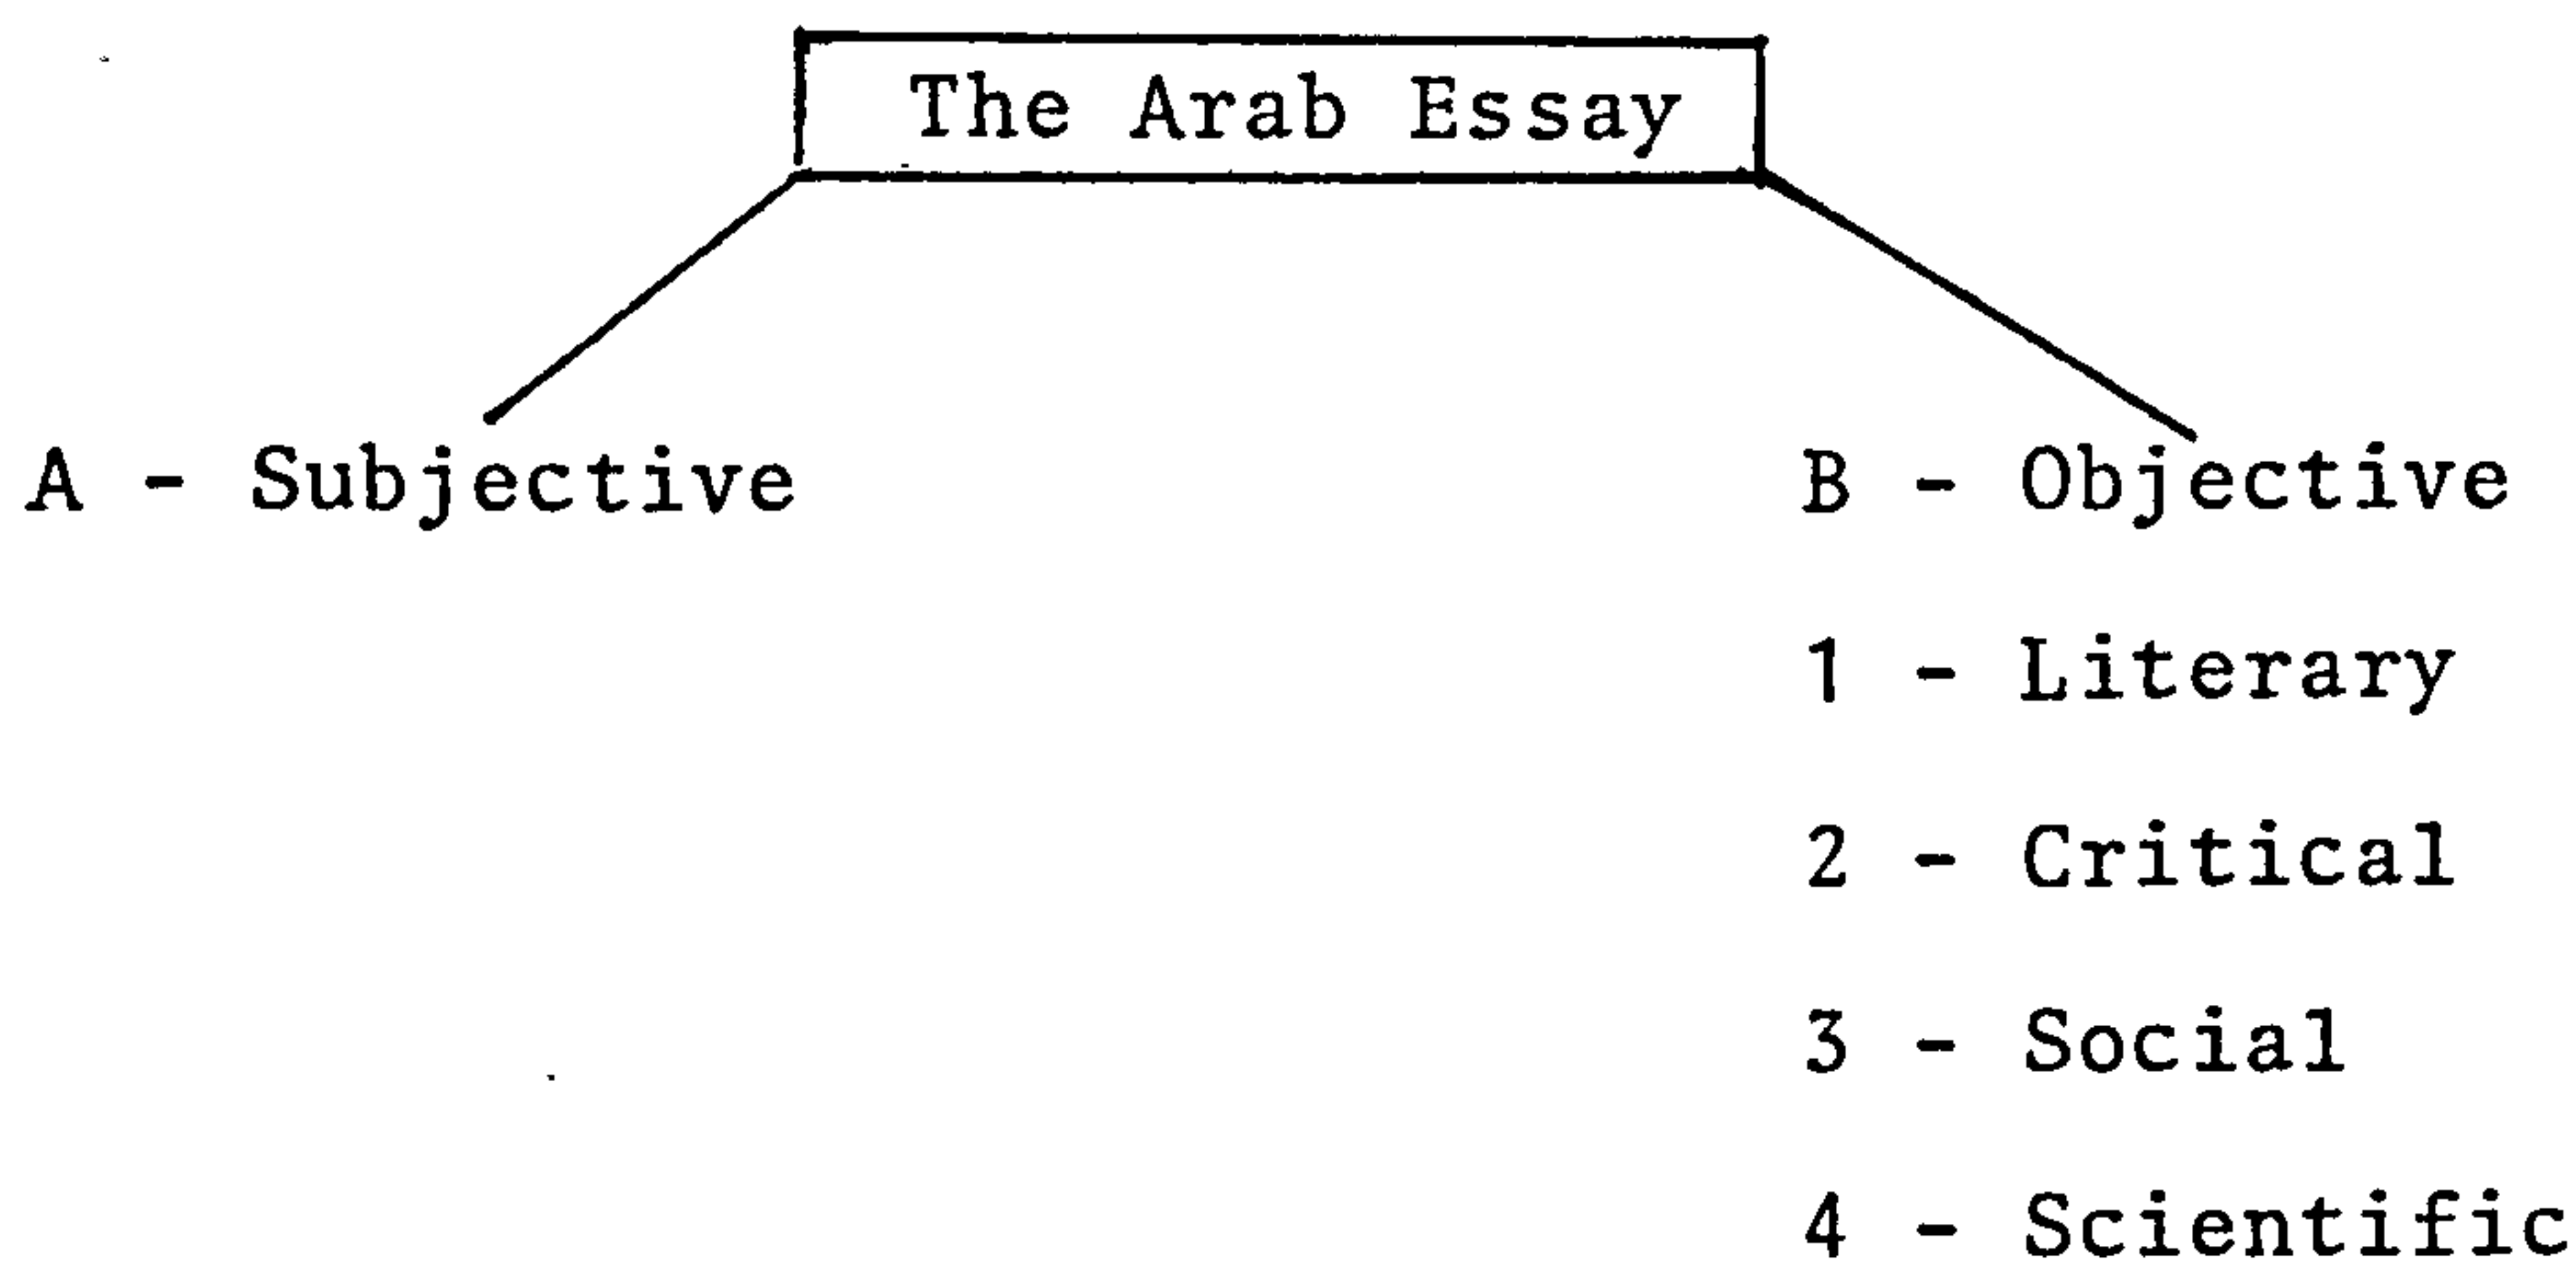 The Arab Essay
A - Subjective
B - Objective
1 - Literary
2 - Critical
3 - Social
4 - Scientific